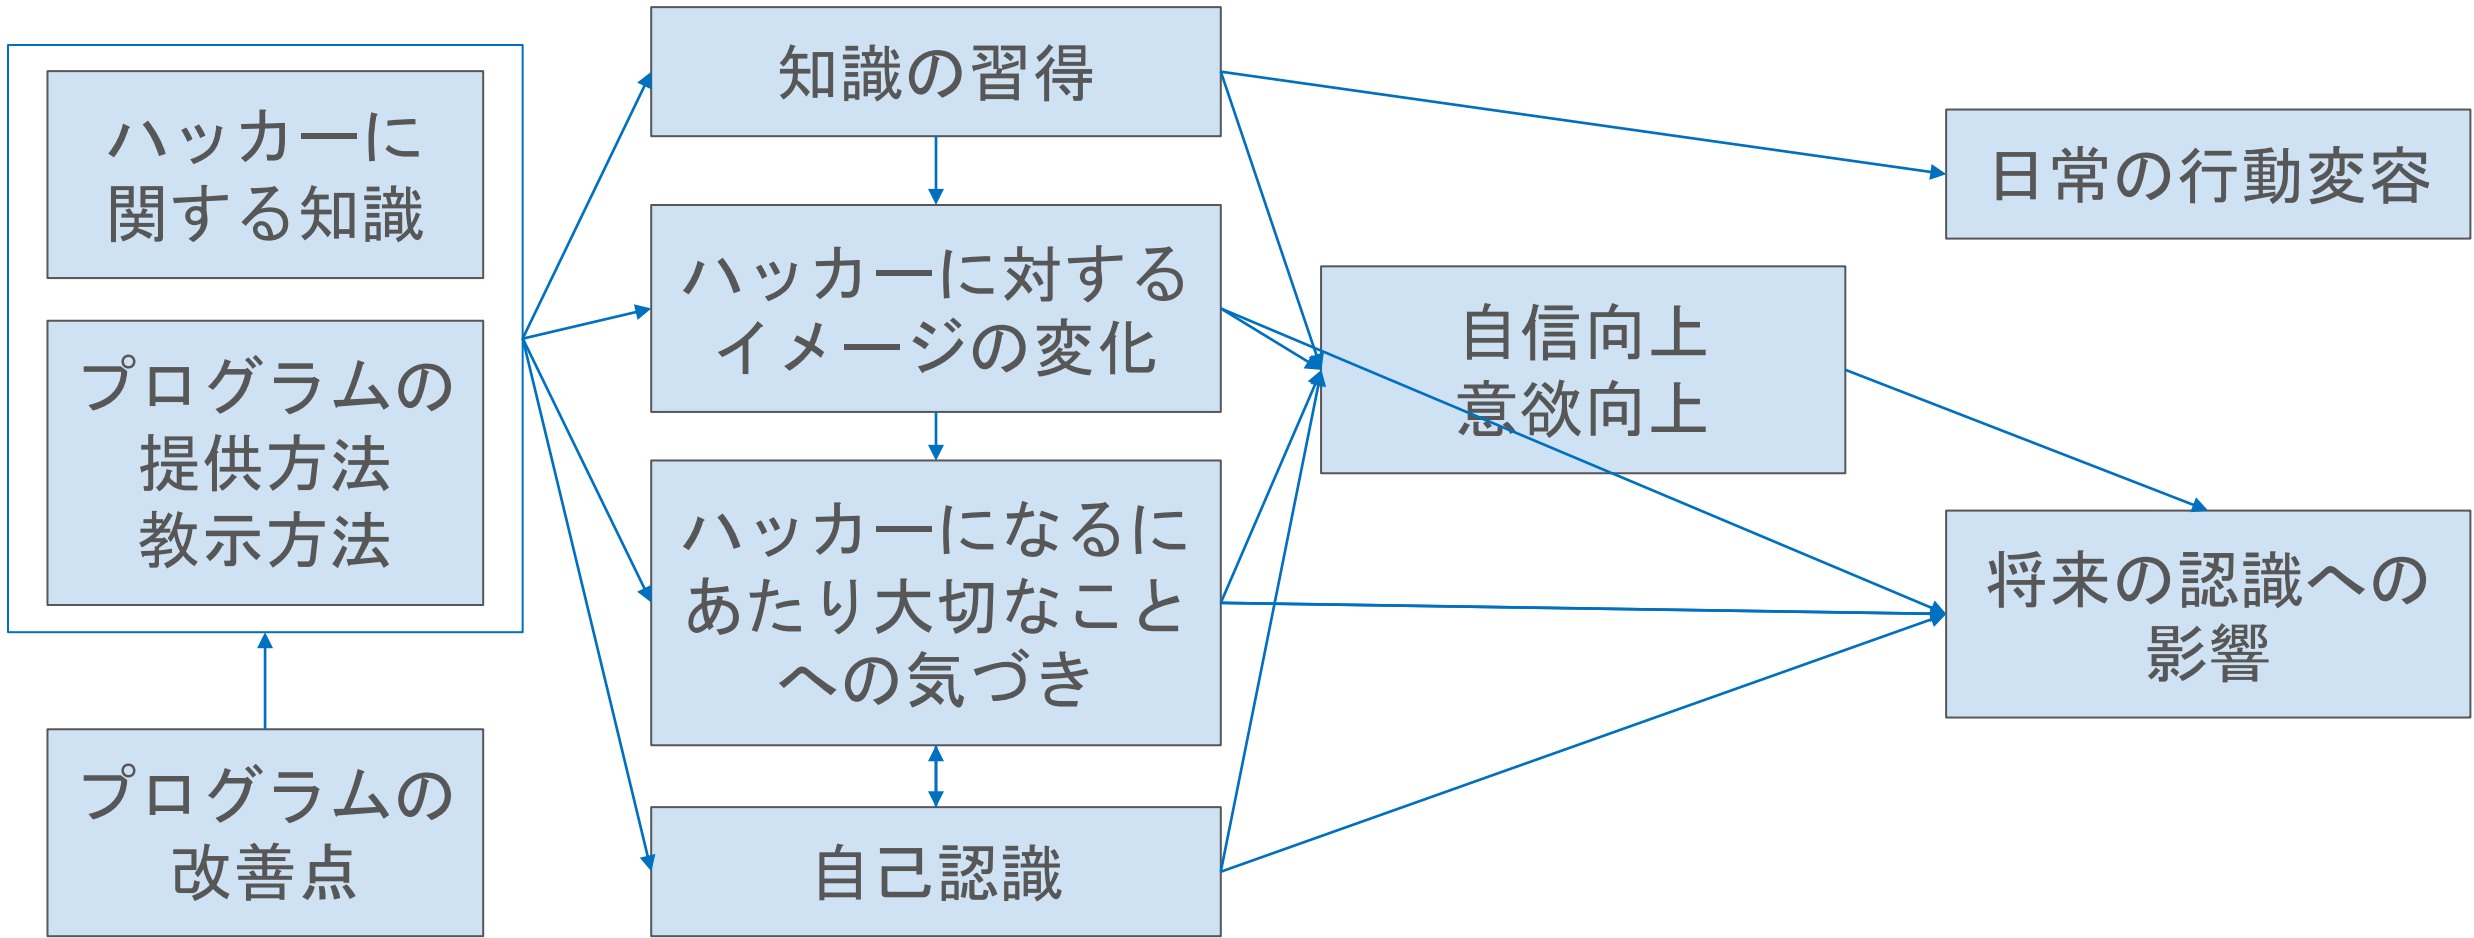 ハッカーに
関する知識
プログラムの
提供方法
教示方法
プログラムの
改善点
知識の習得
ハッカーに対する
イメージの変化
ハッカーになるに
あたり大切なこと
への気づき
自己認識
自信向上
意欲向上
日常の行動変容
将来の認識への
影響